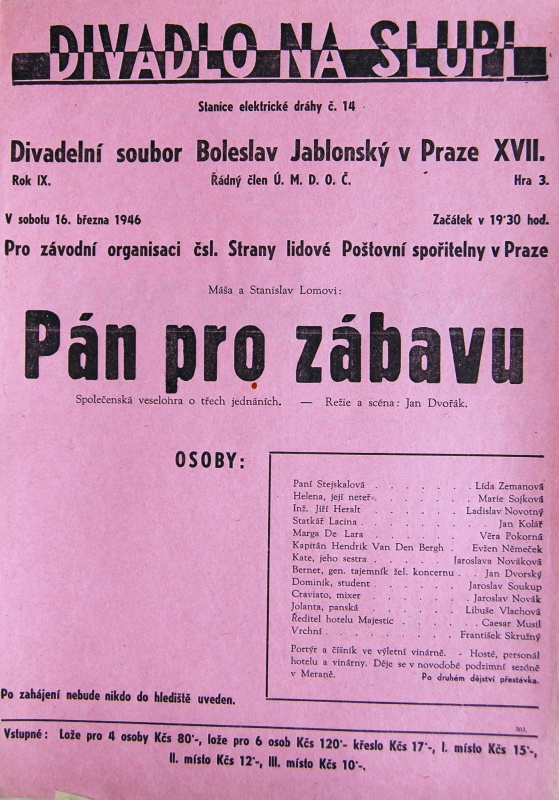 DIVADLO NA SLUPI
Stanice elektrické dráhy č. 14
Divadelní soubor Boleslav Jablonský v Praze XVII.
Rok IX. Řádný člen Ú. M. D. O. Č. Hra 3.
V sobotu 16. března 1946 Začátek v 19·30 hod.
Pro závodní organisaci čsl. Strany lidové Poštovní spořitelny v Praze
Máša a Stanislav Lomovi:
Pán pro zábavu
Společenská veselohra o třech jednáních. — Režie a scéna: Jan Dvořák.
OSOBY:
Paní Stejskalová . . . . . . . Lída Zemanová
Helena, její neteř . . . . . . . Marie Sojková
Inž. Jiří Heralt . . . . . . . Ladislav Novotný
Statkář Lacina . . . . . . . Jan Kolář
Marga De Lara . . . . . . . Věra Pokorná
Kapitán Hendrik Van Den Bergh . Evžen Němeček
Kate, jeho sestra . . . . . . . Jaroslava Nováková
Bernet, gen. tajemník žel. koncernu . . Jan Dvorský
Dominik, student . . . . . . . Jaroslav Soukup
Craviato, mixer . . . . . . . Jaroslav Novák
Jolanta, panská . . . . . . . Libuše Vlachová
Ředitel hotelu Majestic . . . . . Caesar Musil
Vrchní . . . . . . . František Skružný
Portýr a číšník ve výletní vinárně. - Hosté, personál
hotelu a vinárny. Děje se v novodobé podzimní sezóně
v Meraně. Po druhém dějství přestávka.
Po zahájení nebude nikdo do hlediště uveden.
Vstupné: Lože pro 4 osoby Kčs 80·-, lože pro 6 osob Kčs 120·- křeslo Kčs 17·-, I. místo Kčs 15·-,
II. místo Kčs 12·-, III. místo Kčs 10·-.